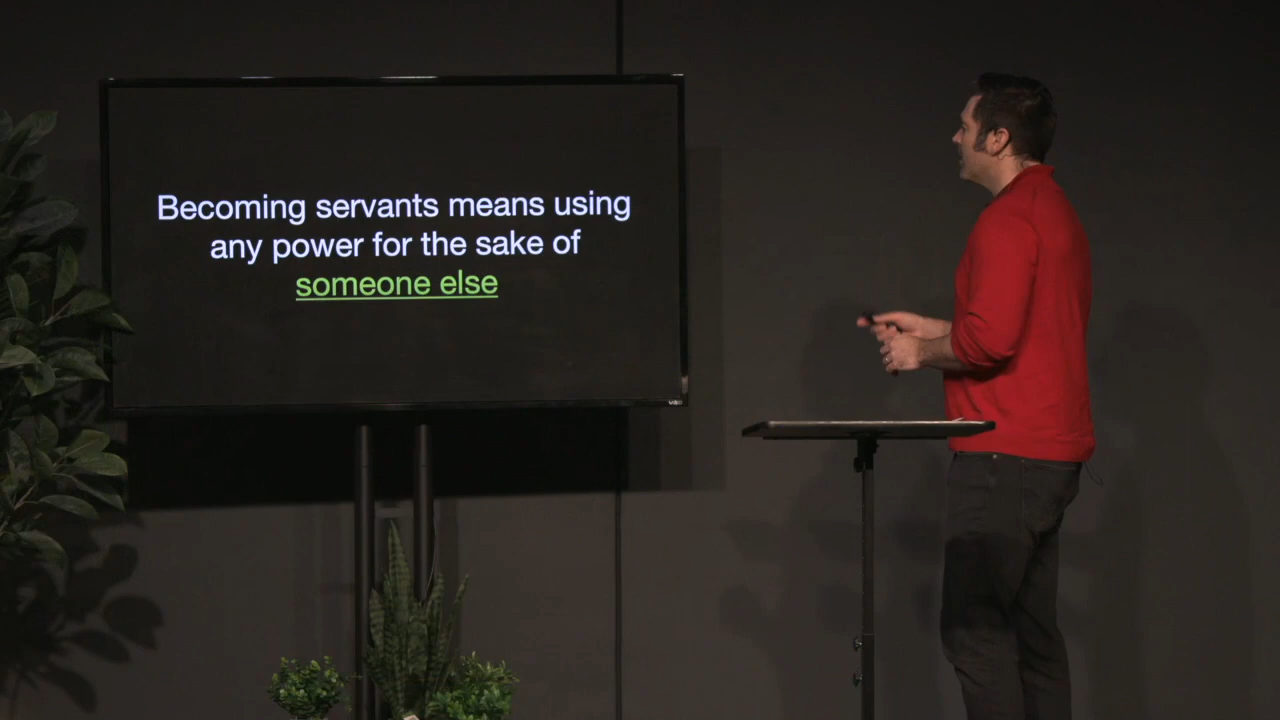 Becoming servants means using
any power for the sake of
someone else